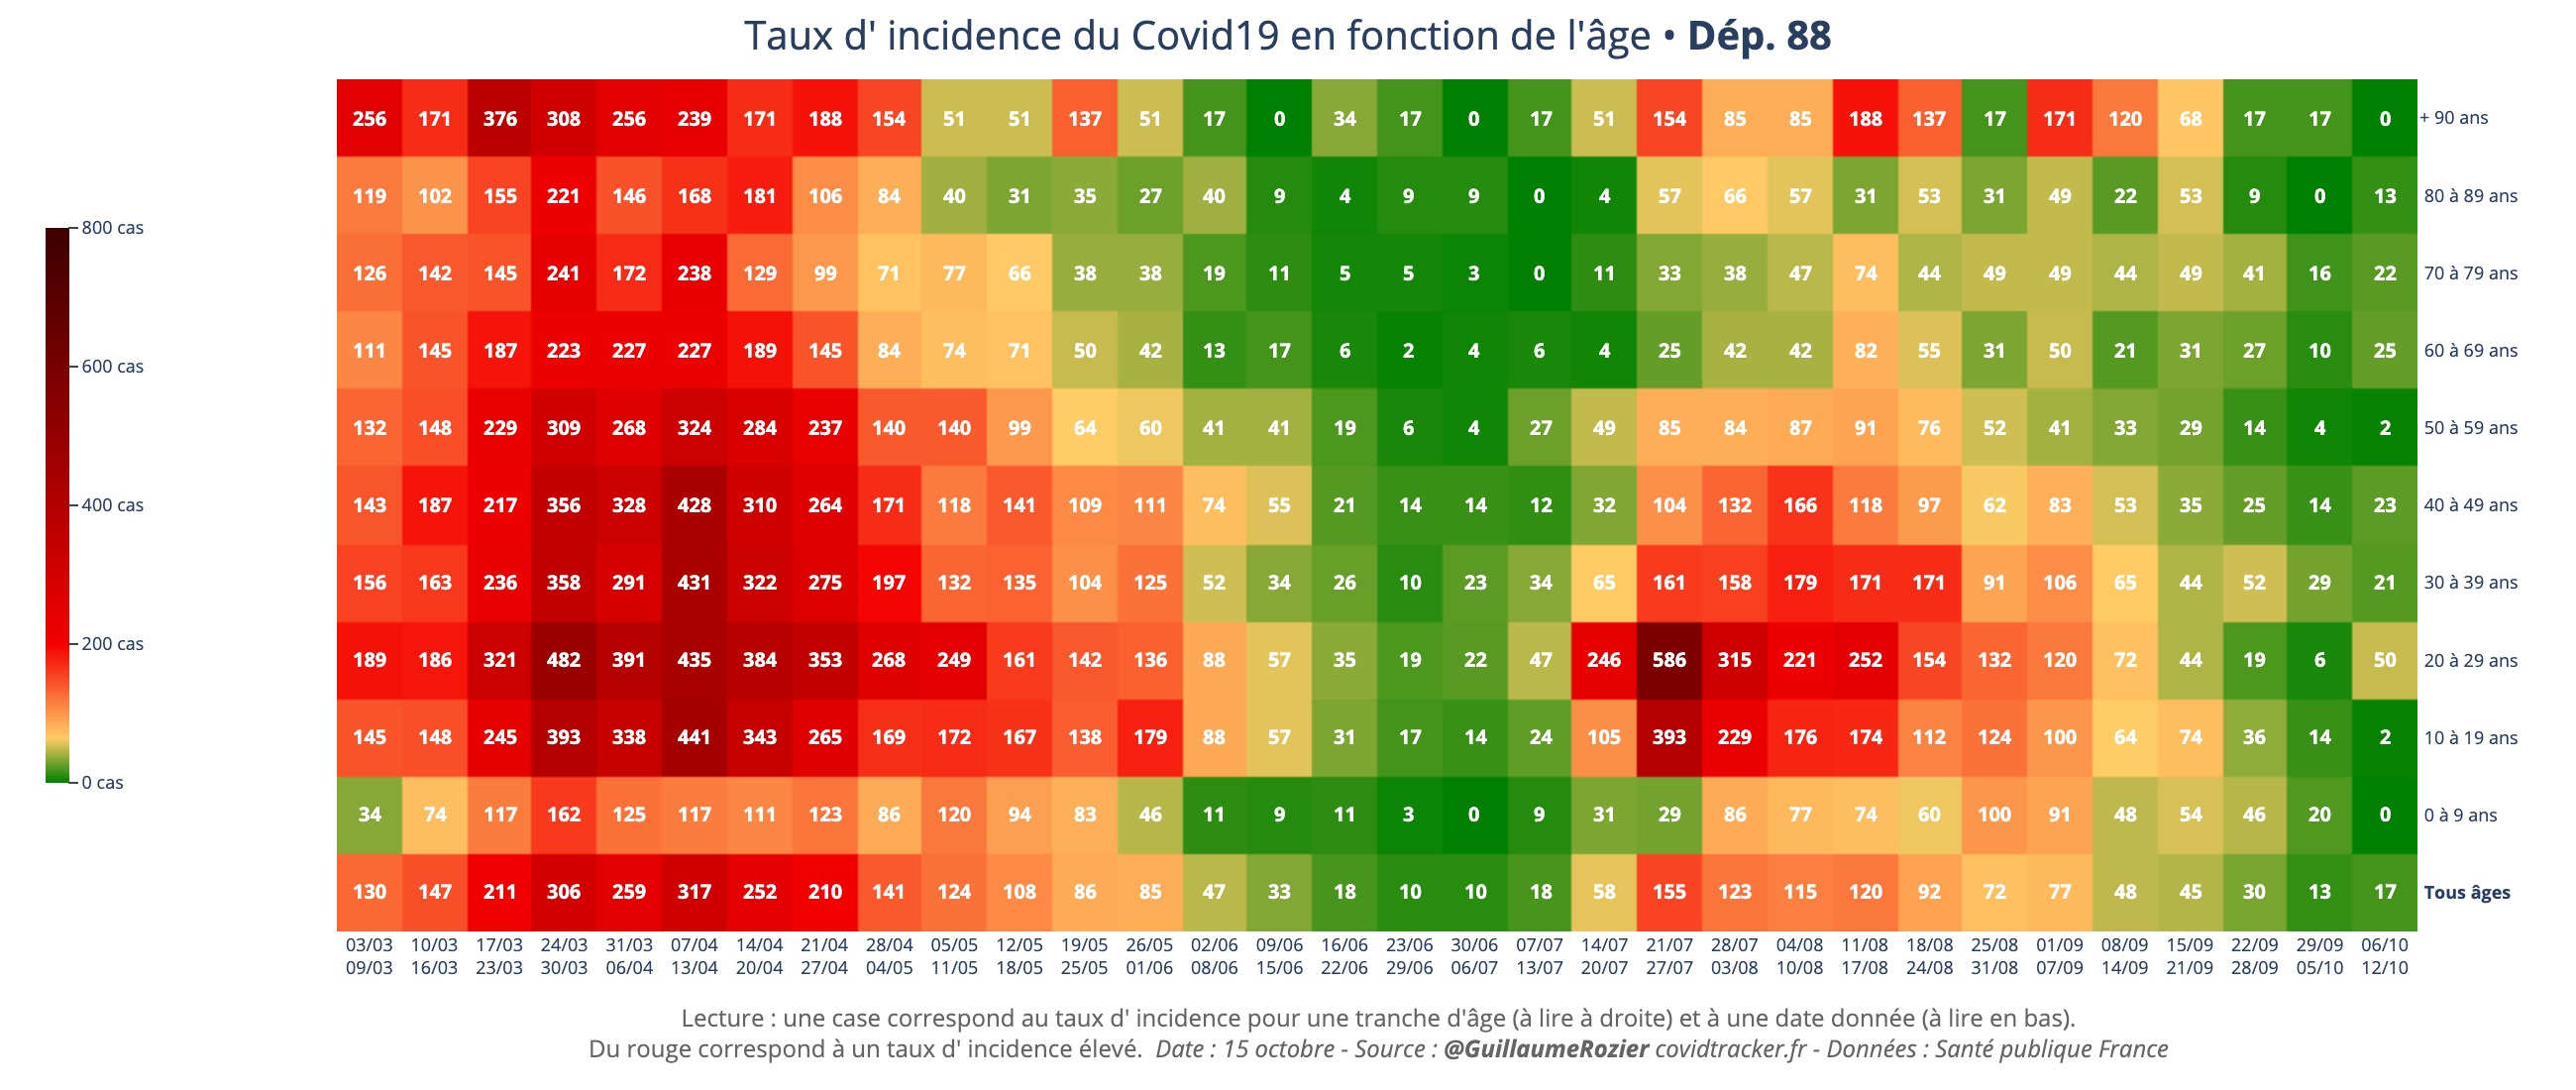 Taux d' incidence du Covid19 en fonction de l'âge • Dép. 88
800 cas
600 cas
400 cas
200 cas
0 cas
256 171 376 308 256 239 171 188 154 51 51 137 51 17 0 34 17 0 17 51 154 85 85 188 137 17 171 120 68 17 17 0 + 90 ans
119 102 155 221 146 168 181 106 84 40 31 35 27 40 9 4 9 9 0 4 57 66 57 31 53 31 49 22 53 9 0 13 80 à 89 ans
126 142 145 241 172 238 129 99 71 77 66 38 38 19 11 5 5 3 0 11 33 38 47 74 44 49 49 44 49 41 16 22 70 à 79 ans
111 145 187 223 227 227 189 145 84 74 71 50 42 13 17 6 2 4 6 4 25 42 42 82 55 31 50 21 31 27 10 25 60 à 69 ans
132 148 229 309 268 324 284 237 140 140 99 64 60 41 41 19 6 4 27 49 85 84 87 91 76 52 41 33 29 14 4 2 50 à 59 ans
143 187 217 356 328 428 310 264 171 118 141 109 111 74 55 21 14 14 12 32 104 132 166 118 97 62 83 53 35 25 14 23 40 à 49 ans
156 163 236 358 291 431 322 275 197 132 135 104 125 52 34 26 10 23 34 65 161 158 179 171 171 91 106 65 44 52 29 21 30 à 39 ans
189 186 321 482 391 435 384 353 268 249 161 142 136 88 57 35 19 22 47 246 586 315 221 252 154 132 120 72 44 19 6 50 20 à 29 ans
145 148 245 393 338 441 343 265 169 172 167 138 179 88 57 31 17 14 24 105 393 229 176 174 112 124 100 64 74 36 14 2 10 à 19 ans
34 74 117 162 125 117 111 123 86 120 94 83 46 11 9 11 3 0 9 31 29 86 77 74 60 100 91 48 54 46 20 0 0 à 9 ans
130 147 211 306 259 317 252 210 141 124 108 86 85 47 33 18 10 10 18 58 155 123 115 120 92 72 77 48 45 30 13 17 Tous âges
03/03 10/03 17/03 24/03 31/03 07/04 14/04 21/04 28/04 05/05 12/05 19/05 26/05 02/06 09/06 16/06 23/06 30/06 07/07 14/07 21/07 28/07 04/08 11/08 18/08 25/08 01/09 08/09 15/09 22/09 29/09 06/10
09/03 16/03 23/03 30/03 06/04 13/04 20/04 27/04 04/05 11/05 18/05 25/05 01/06 08/06 15/06 22/06 29/06 06/07 13/07 20/07 27/07 03/08 10/08 17/08 24/08 31/08 07/09 14/09 21/09 28/09 05/10 12/10
Lecture : une case correspond au taux d' incidence pour une tranche d'âge (à lire à droite) et à une date donnée (à lire en bas).
Du rouge correspond à un taux d' incidence élevé. Date : 15 octobre - Source : @GuillaumeRozier covidtracker.fr - Données : Santé publique France